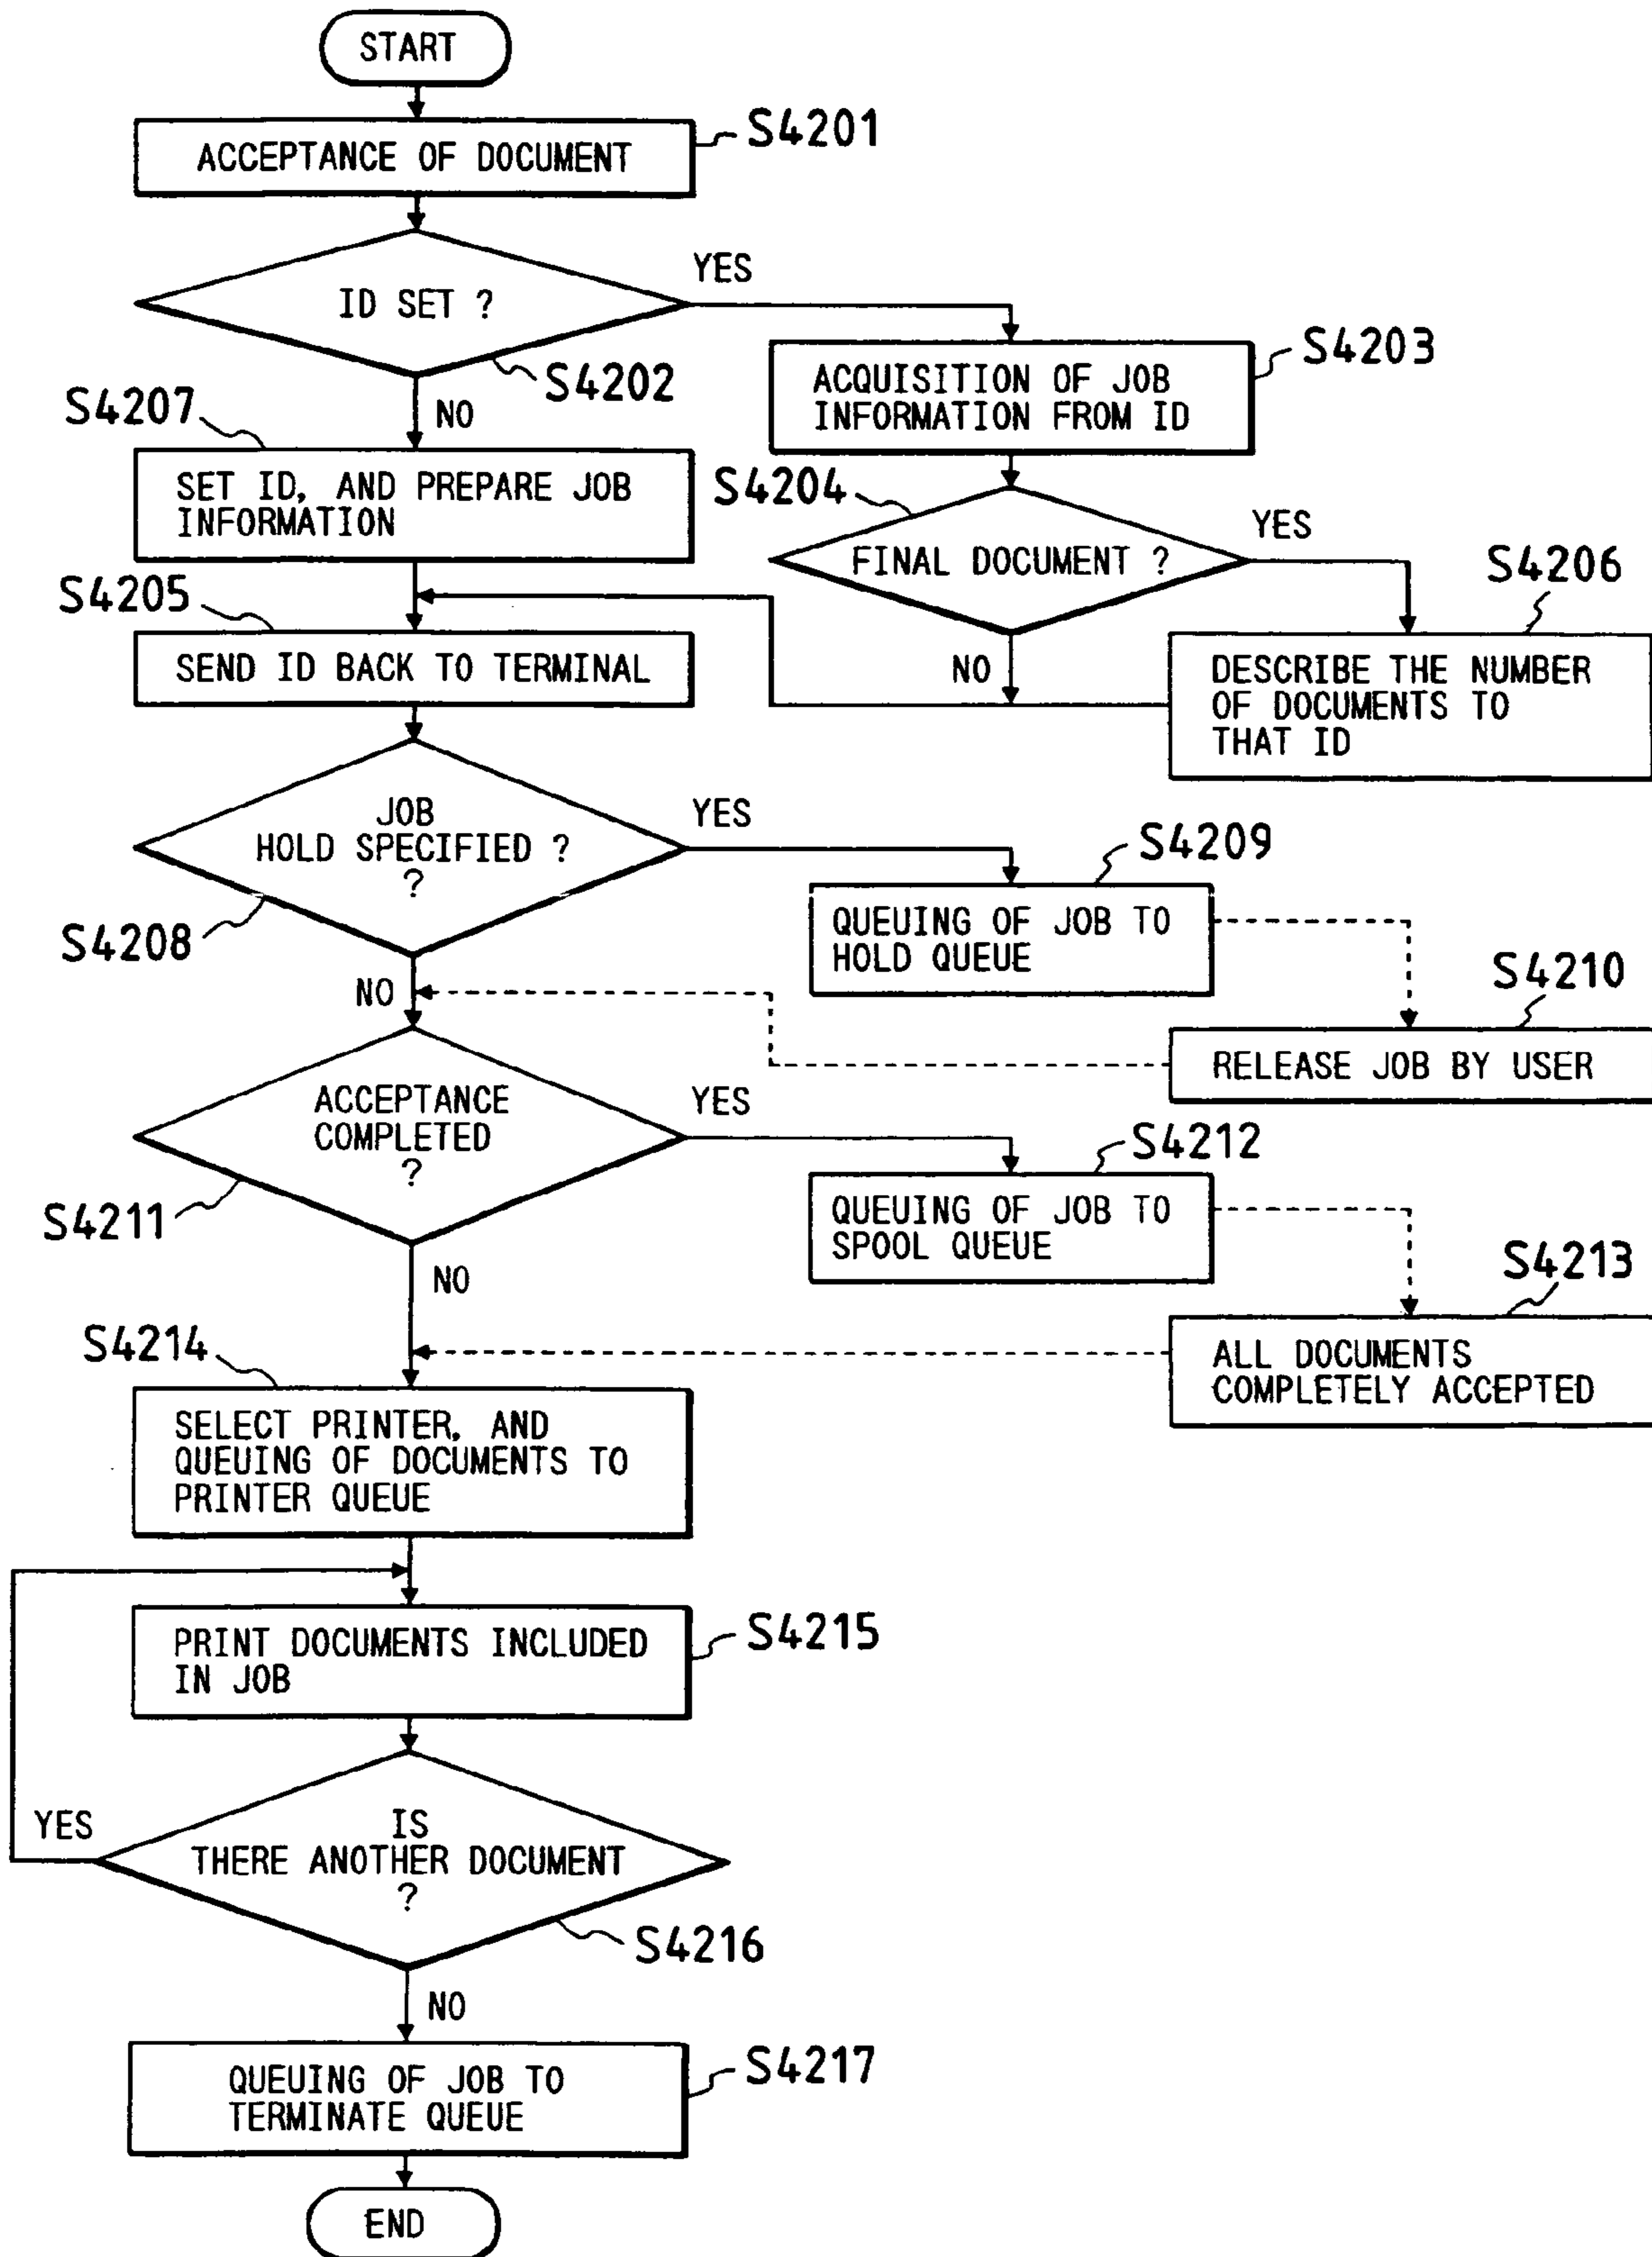 START
ACCEPTANCE OF DOCUMENT
S4201
ID SET ?
YES
S4202
NO
ACQUISITION OF JOB
INFORMATION FROM ID
S4203
S4207
SET ID, AND PREPARE JOB
INFORMATION
S4204
FINAL DOCUMENT ?
YES
NO
S4206
DESCRIBE THE NUMBER
OF DOCUMENTS TO
THAT ID
S4205
SEND ID BACK TO TERMINAL
JOB
HOLD SPECIFIED ?
?
YES
S4208
NO
S4209
QUEUING OF JOB TO
HOLD QUEUE
S4210
RELEASE JOB BY USER
ACCEPTANCE
COMPLETED
?
YES
S4211
NO
S4212
QUEUING OF JOB TO
SPOOL QUEUE
S4213
ALL DOCUMENTS
COMPLETELY ACCEPTED
S4214
SELECT PRINTER, AND
QUEUING OF DOCUMENTS TO
PRINTER QUEUE
PRINT DOCUMENTS INCLUDED
IN JOB
S4215
YES
IS
THERE ANOTHER DOCUMENT
?
S4216
NO
QUEUING OF JOB TO
TERMINATE QUEUE
S4217
END